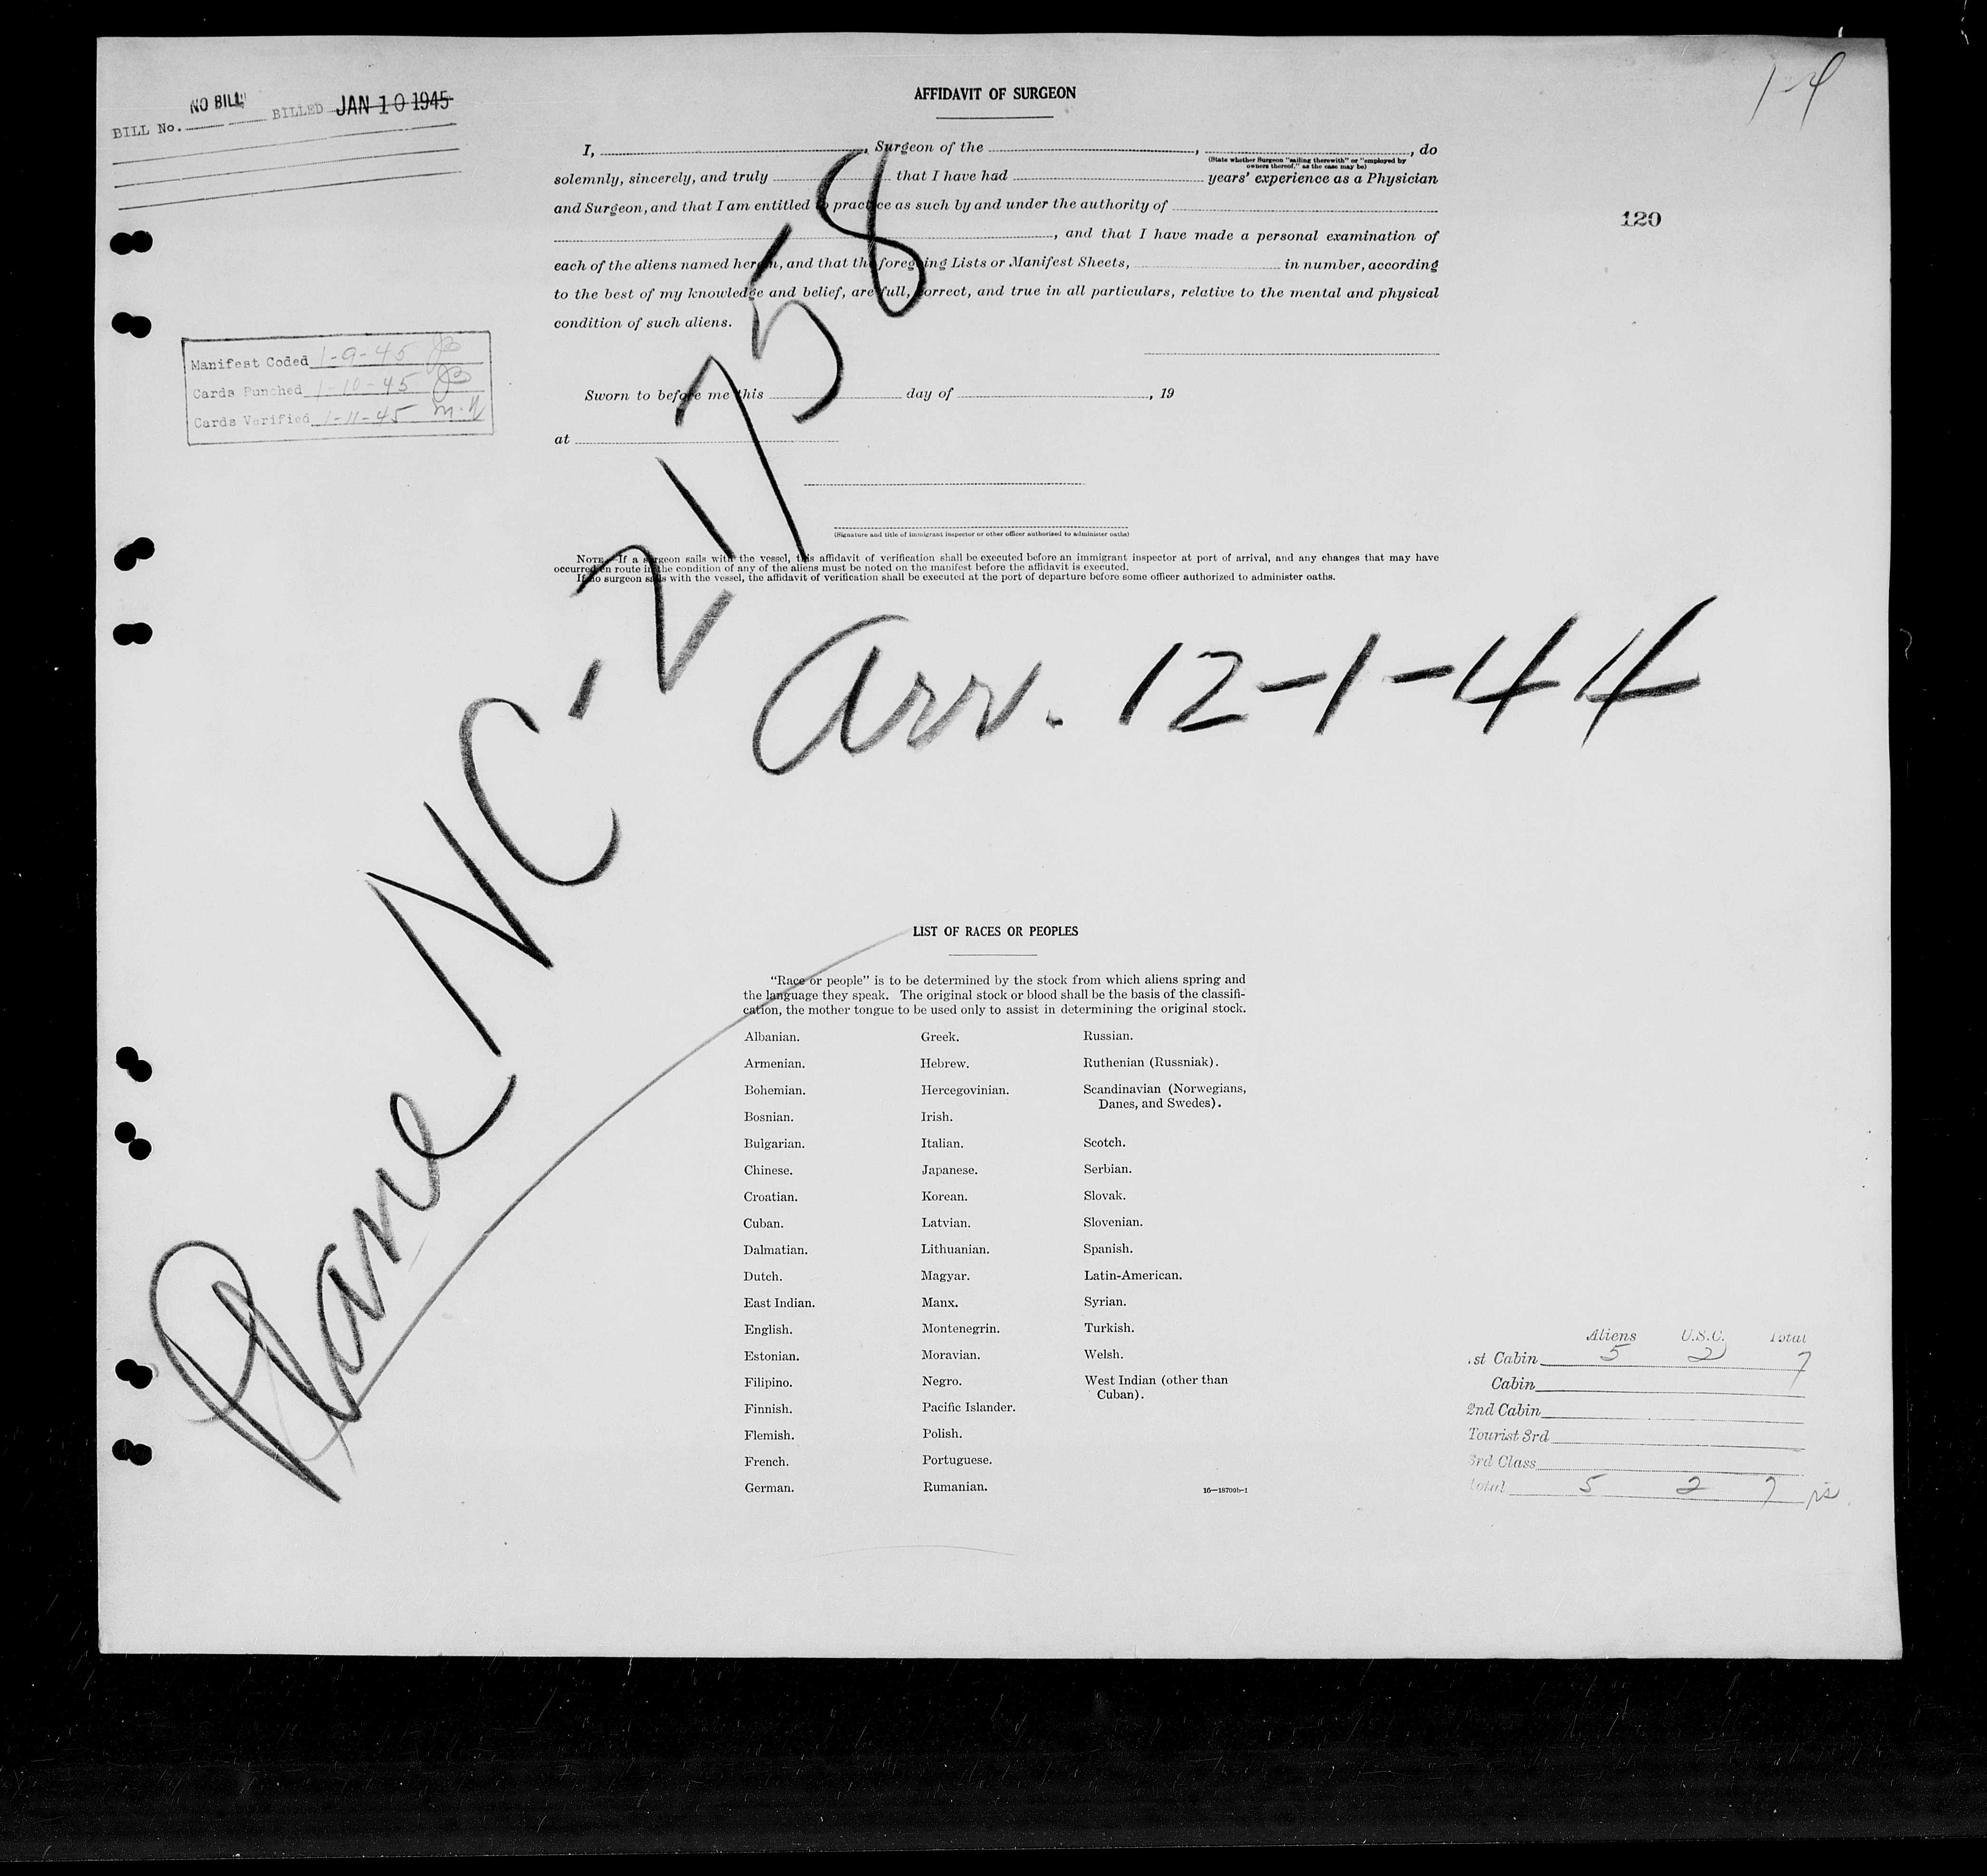 NO BILL
BILL No. BILLED JAN 10 1945
AFFIDAVIT OF SURGEON
1-4
I, , Surgeon of the , , do
(State whether Surgeon "sailing therewith" or "employed by
owners thereof," as the case may be)
solemnly, sincerely, and truly that I have had years' experience as a Physician
and Surgeon, and that I am entitled to practice as such by and under the authority of
120
, and that I have made a personal examination of
each of the aliens named herein, and that the foregoing Lists or Manifest Sheets, in number, according
to the best of my knowledge and belief, are full, correct, and true in all particulars, relative to the mental and physical
condition of such aliens.
Manifest Coded 1-9-45
Cards Punched 1-10-45
Cards Verified 1-11-45 M.N
Sworn to before me this day of , 19
at
(Signature and title of immigrant inspector or other officer authorized to administer oaths)
NOTE.—If a surgeon sails with the vessel, this affidavit of verification shall be executed before an immigrant inspector at port of arrival, and any changes that may have
occurred en route in the condition of any of the aliens must be noted on the manifest before the affidavit is executed.
If no surgeon sails with the vessel, the affidavit of verification shall be executed at the port of departure before some officer authorized to administer oaths.
Plane NC-21758
Arr. 12-1-44
LIST OF RACES OR PEOPLES
"Race or people" is to be determined by the stock from which aliens spring and
the language they speak. The original stock or blood shall be the basis of the classifi-
cation, the mother tongue to be used only to assist in determining the original stock.
Albanian. Greek. Russian.
Armenian. Hebrew. Ruthenian (Russniak).
Bohemian. Hercegovinian. Scandinavian (Norwegians,
Danes, and Swedes).
Bosnian. Irish.
Bulgarian. Italian. Scotch.
Chinese. Japanese. Serbian.
Croatian. Korean. Slovak.
Cuban. Latvian. Slovenian.
Dalmatian. Lithuanian. Spanish.
Dutch. Magyar. Latin-American.
East Indian. Manx. Syrian.
English. Montenegrin. Turkish.
Estonian. Moravian. Welsh.
Filipino. Negro. West Indian (other than
Cuban).
Finnish. Pacific Islander.
Flemish. Polish.
French. Portuguese.
German. Rumanian.
16—18700b-1
Aliens U.S.C. Total
1st Cabin 5 2 7
Cabin
2nd Cabin
Tourist 3rd
3rd Class
Total 5 2 7